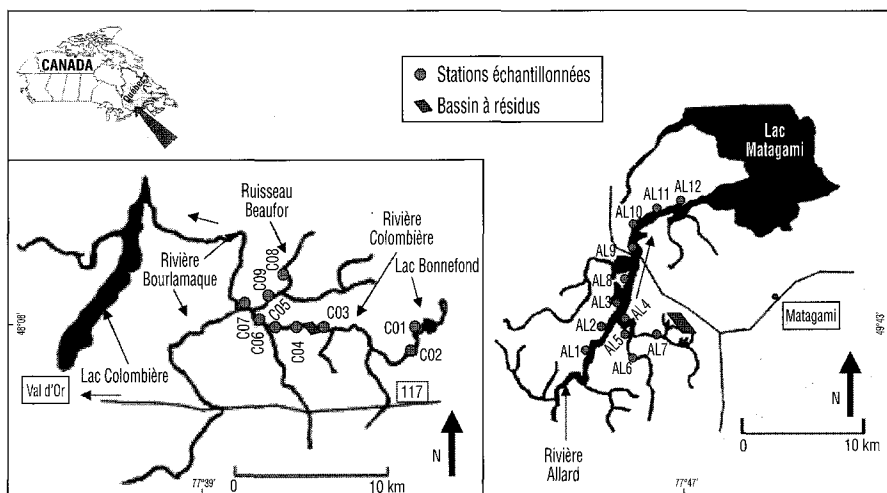 CANADA
Québec
Stations échantillonnées
Bassin à résidus
Lac
Matagami
AL12
AL11
AL10
AL9
AL8
AL3
AL4
AL2
AL5
AL7
AL1
AL6
Matagami
49°43'
N
0
10 km
Rivière
Allard
77°47'
Ruisseau
Beaufor
Rivière
Colombière
Rivière
Bourlamaque
Lac Bonnefond
C08
C09
C05
C03
C01
C07
C06
C04
C02
48°08'
Lac Colombière
Val d'Or
117
N
0
10 km
77°39'